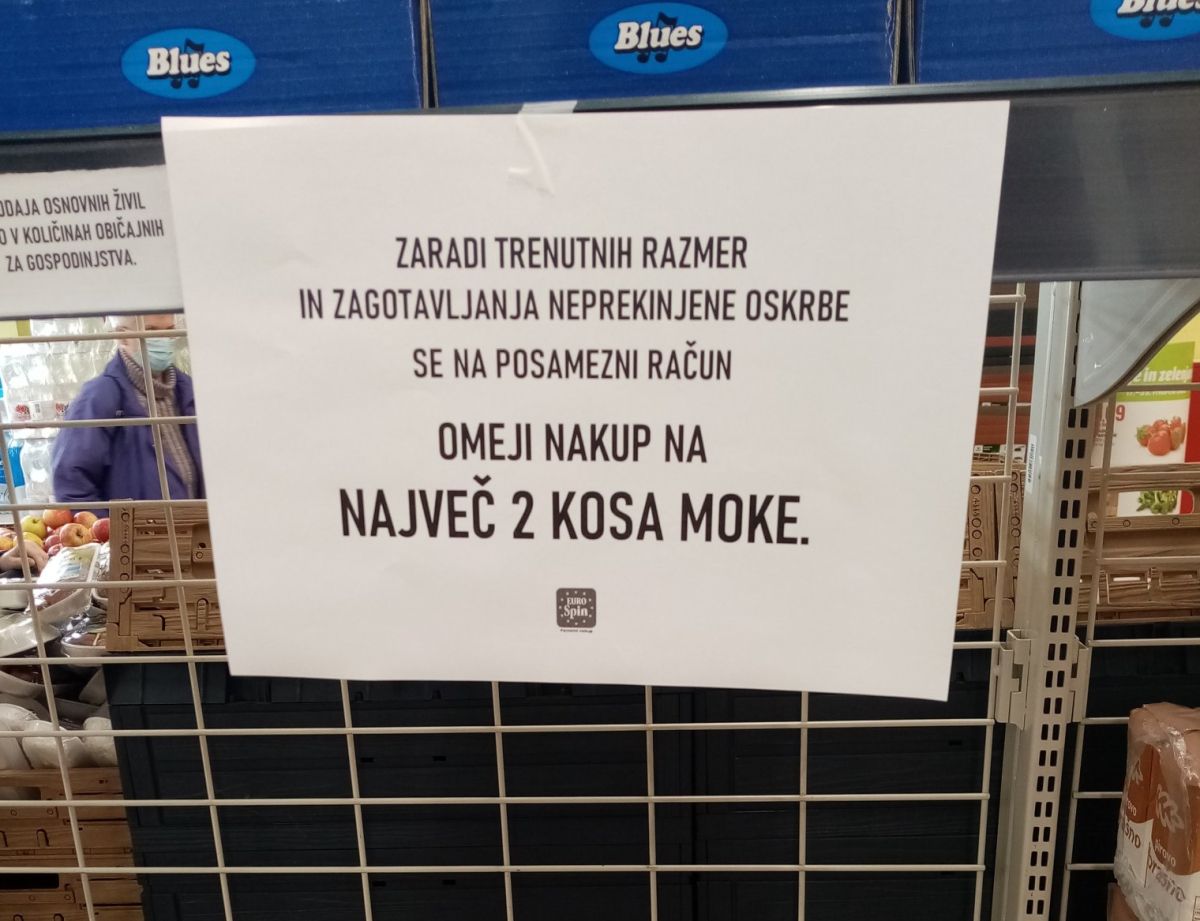 Blues
Blues
Blues
ODAJA OSNOVNIH ŽIVIL
O V KOLIČINAH OBIČAJNIH
ZA GOSPODINJSTVA.
ZARADI TRENUTNIH RAZMER
IN ZAGOTAVLJANJA NEPREKINJENE OSKRBE
SE NA POSAMEZNI RAČUN
OMEJI NAKUP NA
NAJVEČ 2 KOSA MOKE.
EURO
Spin